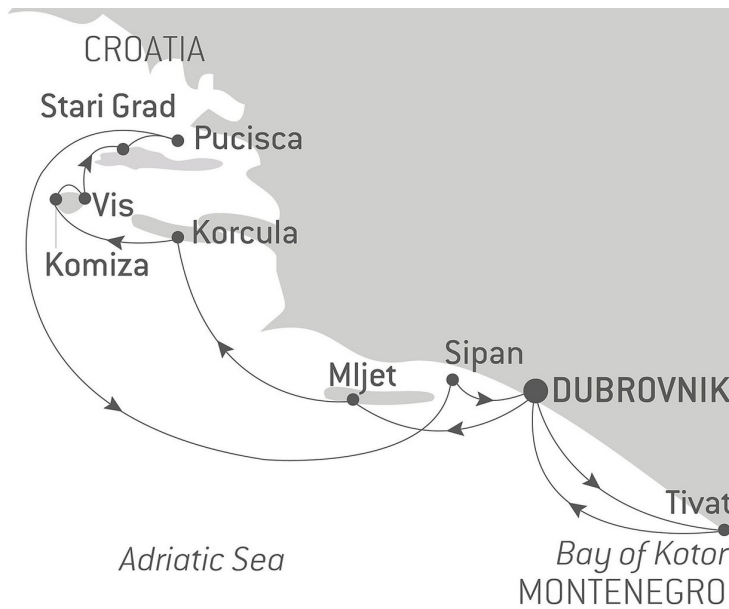 CROATIA
Stari Grad
Pucisca
Vis
Korcula
Komiza
Sipan
Mljet
DUBROVNIK
Tivat
Adriatic Sea
Bay of Kotor
MONTENEGRO